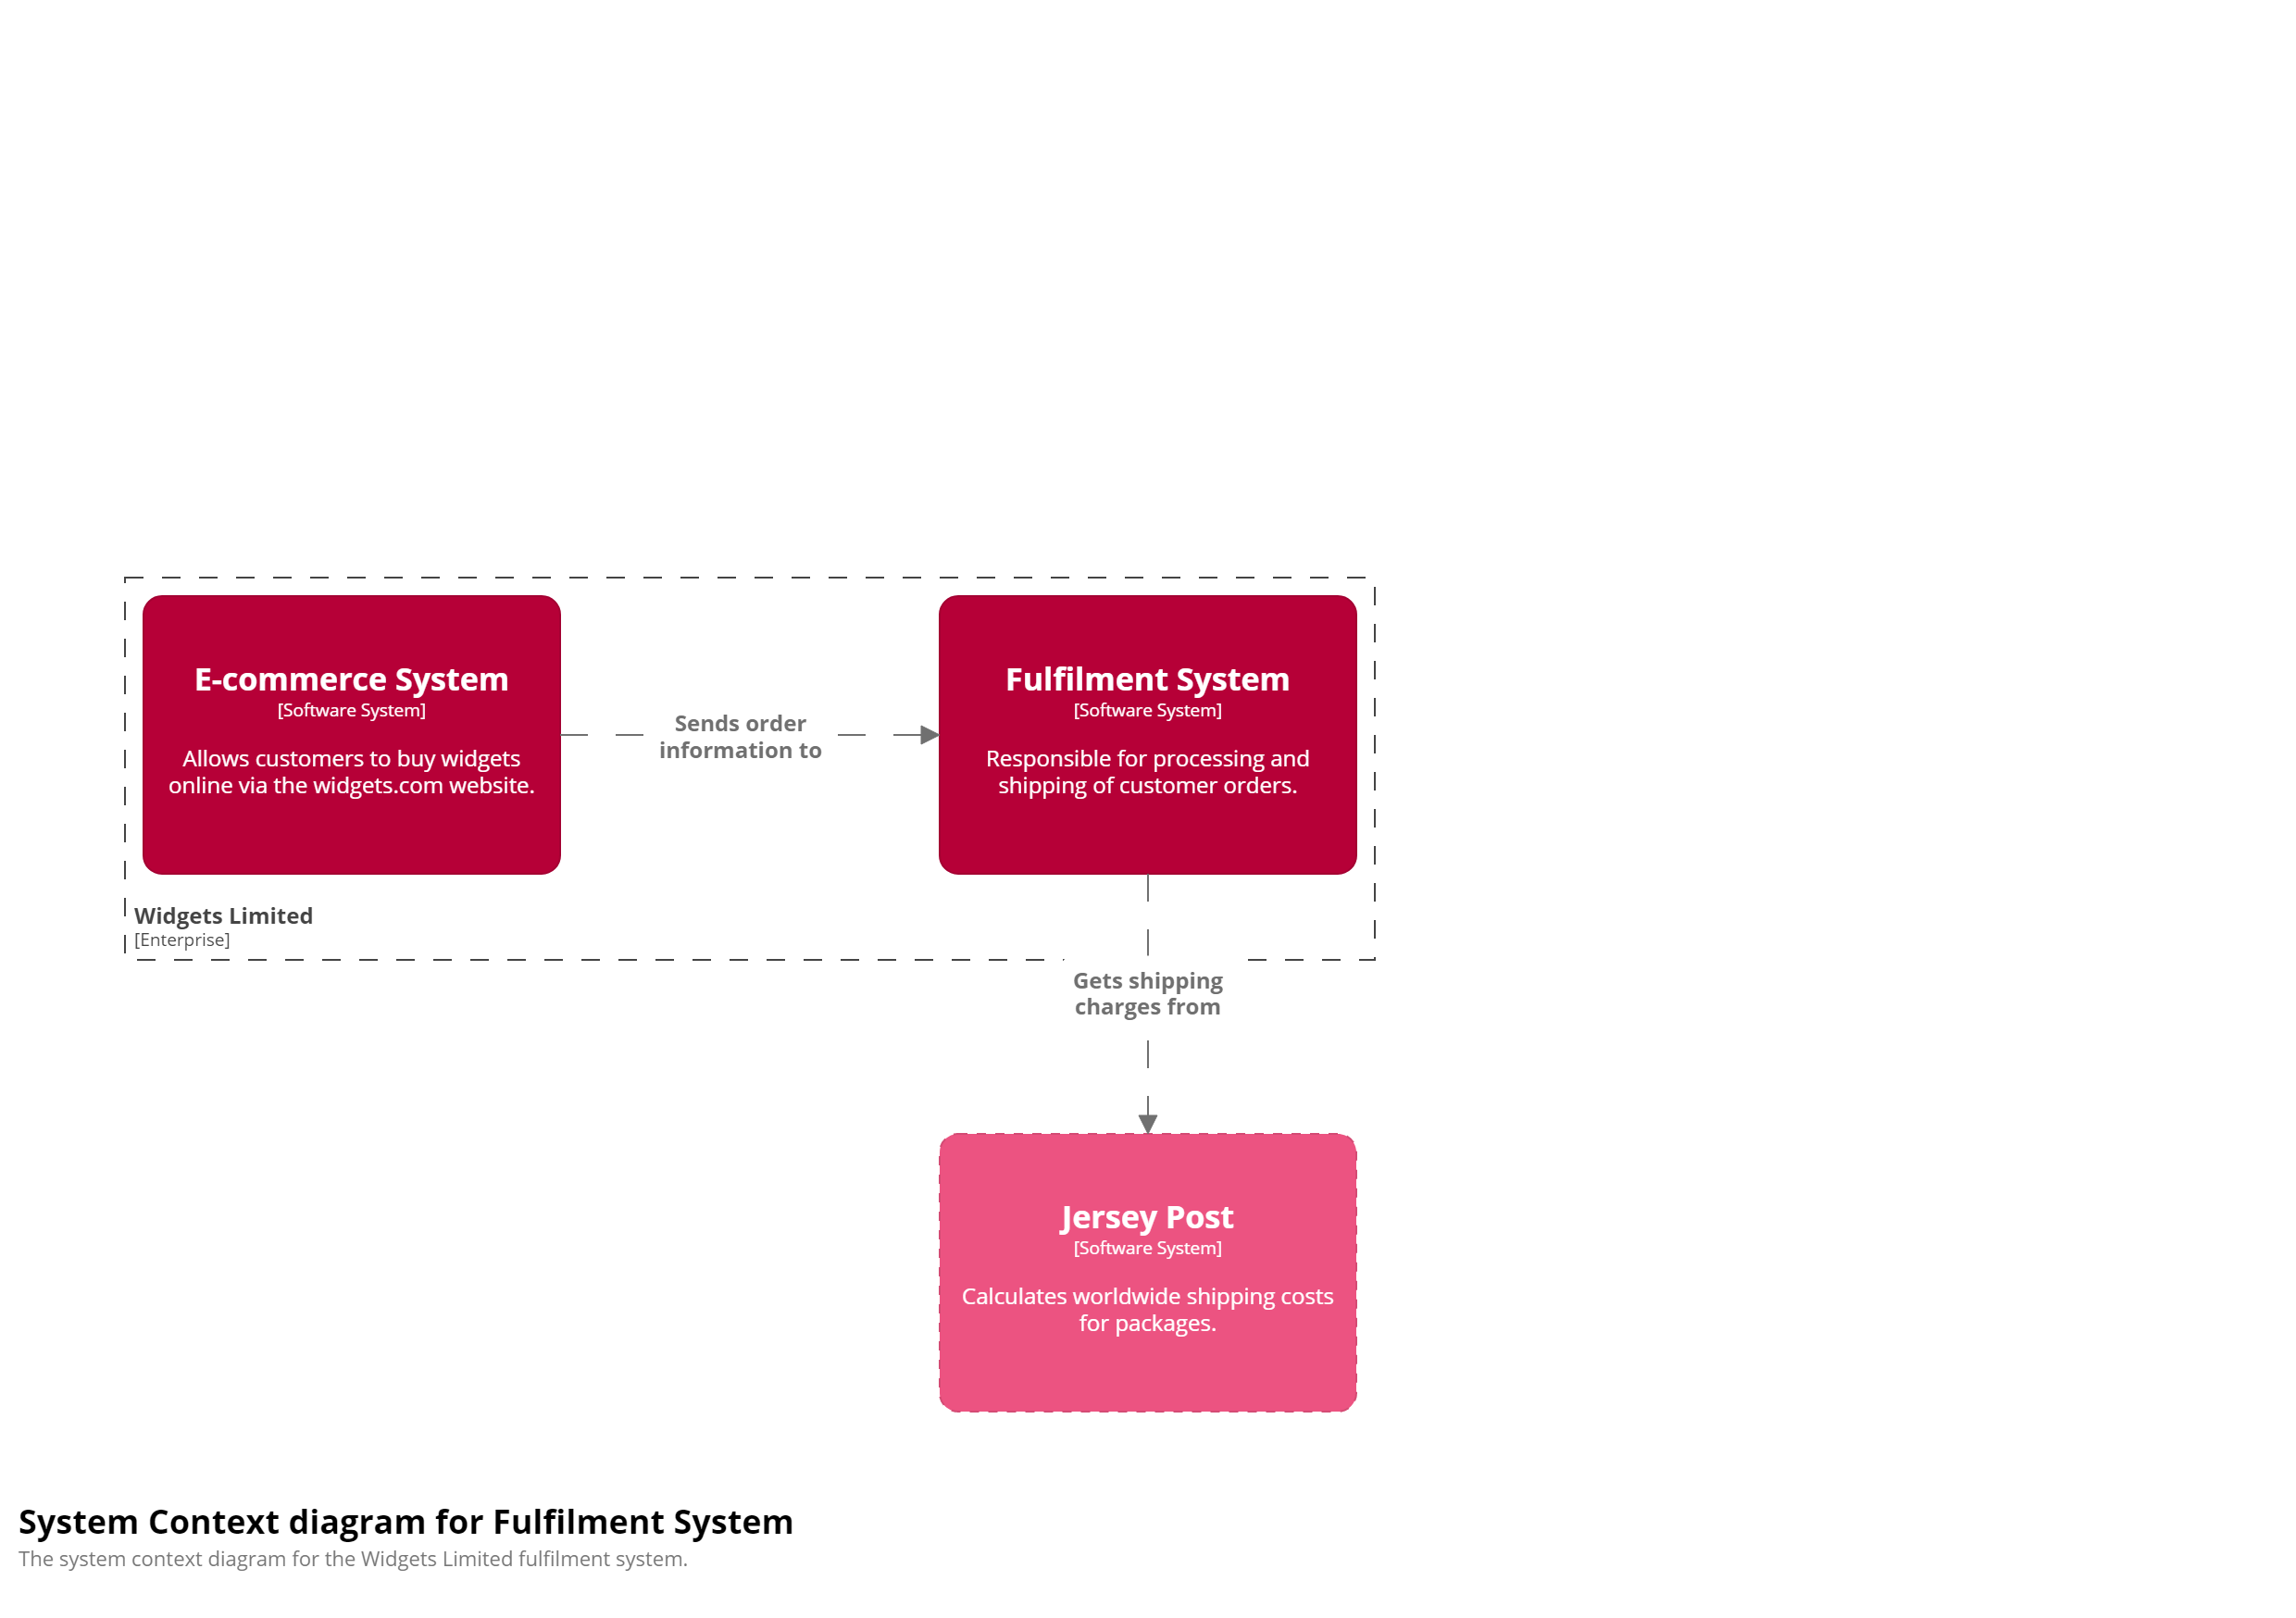 E-commerce System
[Software System]
Allows customers to buy widgets
online via the widgets.com website.
Sends order
information to
Fulfilment System
[Software System]
Responsible for processing and
shipping of customer orders.
Widgets Limited
[Enterprise]
Gets shipping
charges from
Jersey Post
[Software System]
Calculates worldwide shipping costs
for packages.
System Context diagram for Fulfilment System
The system context diagram for the Widgets Limited fulfilment system.